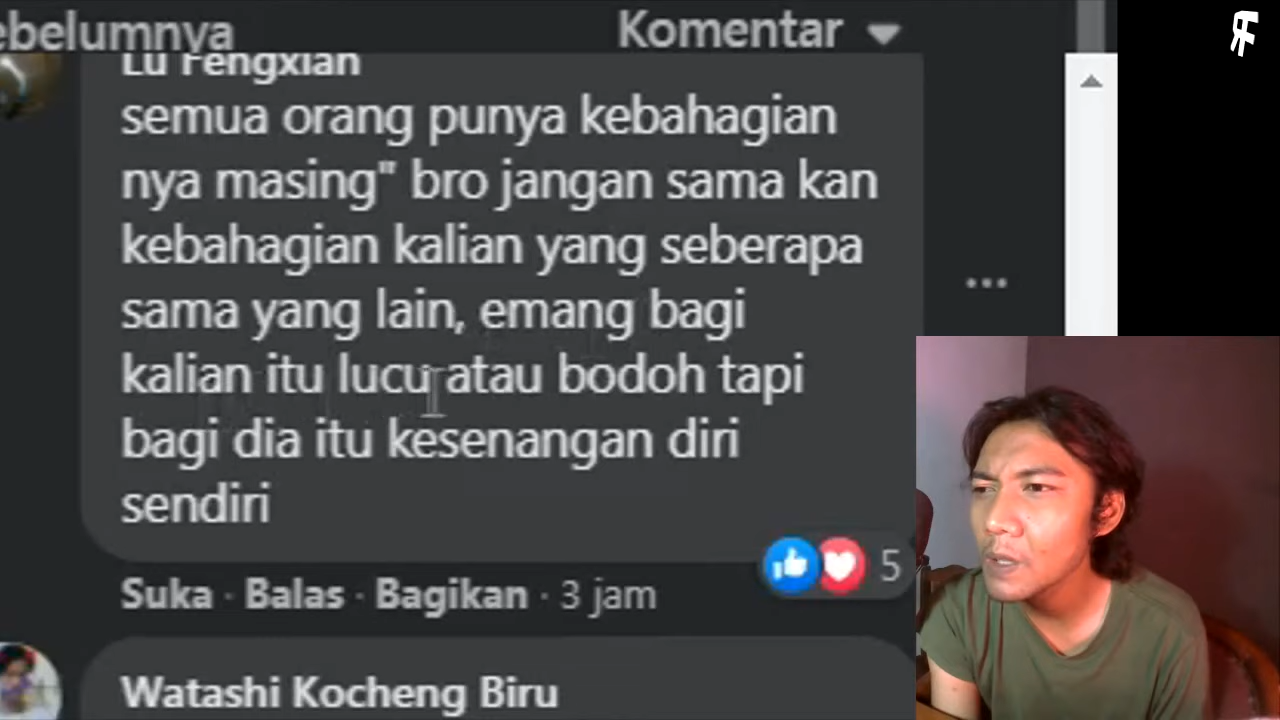 ebelumnya
Komentar
Lu Fengxian
semua orang punya kebahagian
nya masing" bro jangan sama kan
kebahagian kalian yang seberapa
sama yang lain, emang bagi
kalian itu lucu atau bodoh tapi
bagi dia itu kesenangan diri
sendiri
5
Suka · Balas · Bagikan · 3 jam
Watashi Kocheng Biru